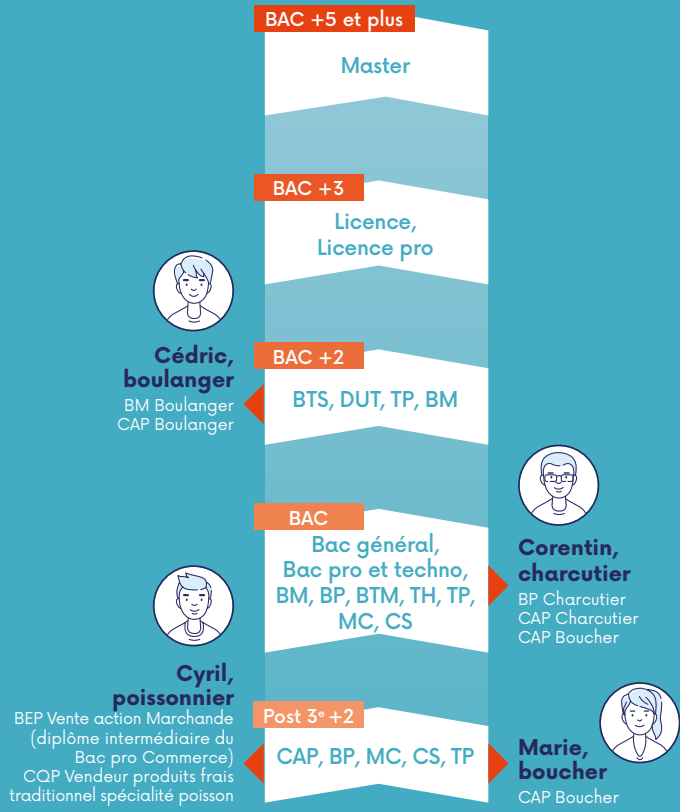 BAC +5 et plus
Master
BAC +3
Licence,
Licence pro
Cédric,
boulanger
BM Boulanger
CAP Boulanger
BAC +2
BTS, DUT, TP, BM
BAC
Bac général,
Bac pro et techno,
BM, BP, BTM, TH, TP,
MC, CS
Corentin,
charcutier
BP Charcutier
CAP Charcutier
CAP Boucher
Cyril,
poissonnier
BEP Vente action Marchande
(diplôme intermédiaire du
Bac pro Commerce)
CQP Vendeur produits frais
traditionnel spécialité poisson
Post 3e +2
CAP, BP, MC, CS, TP
Marie,
boucher
CAP Boucher